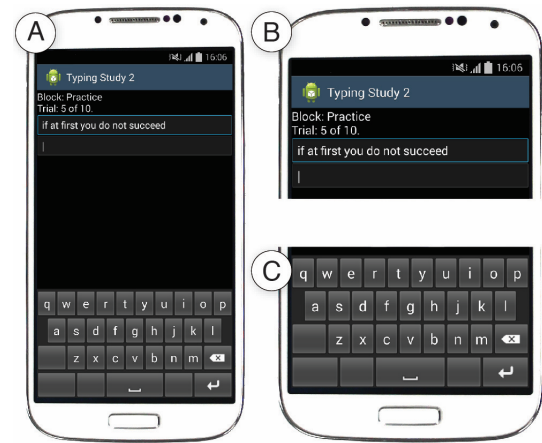 A
16:06
Typing Study 2
Block: Practice
Trial: 5 of 10.
if at first you do not succeed
q w e r t y u i o p
a s d f g h j k l
z x c v b n m
B
16:06
Typing Study 2
Block: Practice
Trial: 5 of 10.
if at first you do not succeed
C
q w e r t y u i o p
a s d f g h j k l
z x c v b n m